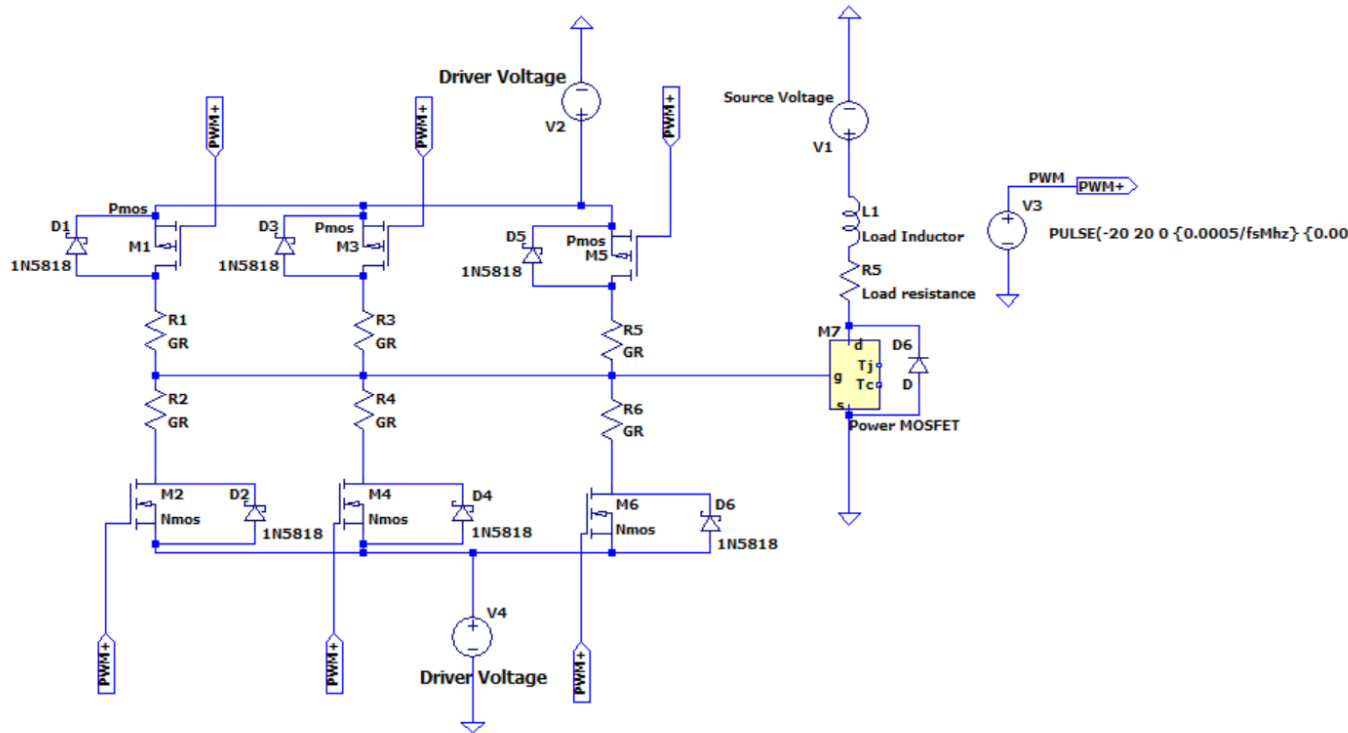 Driver Voltage
V2
Source Voltage
V1
PWM+
PWM+
PWM+
PWM
PWM+
V3
PULSE(-20 20 0 {0.0005/fsMhz} {0.00
L1
Load Inductor
R5
Load resistance
Pmos
D1
M1
1N5818
D3
Pmos
M3
1N5818
D5
Pmos
M5
1N5818
R1
GR
R3
GR
R5
GR
M7
d
g
Tj
Tc
s
D6
D
Power MOSFET
R2
GR
R4
GR
R6
GR
M2
Nmos
D2
1N5818
M4
Nmos
D4
1N5818
M6
Nmos
D6
1N5818
PWM+
PWM+
PWM+
V4
Driver Voltage